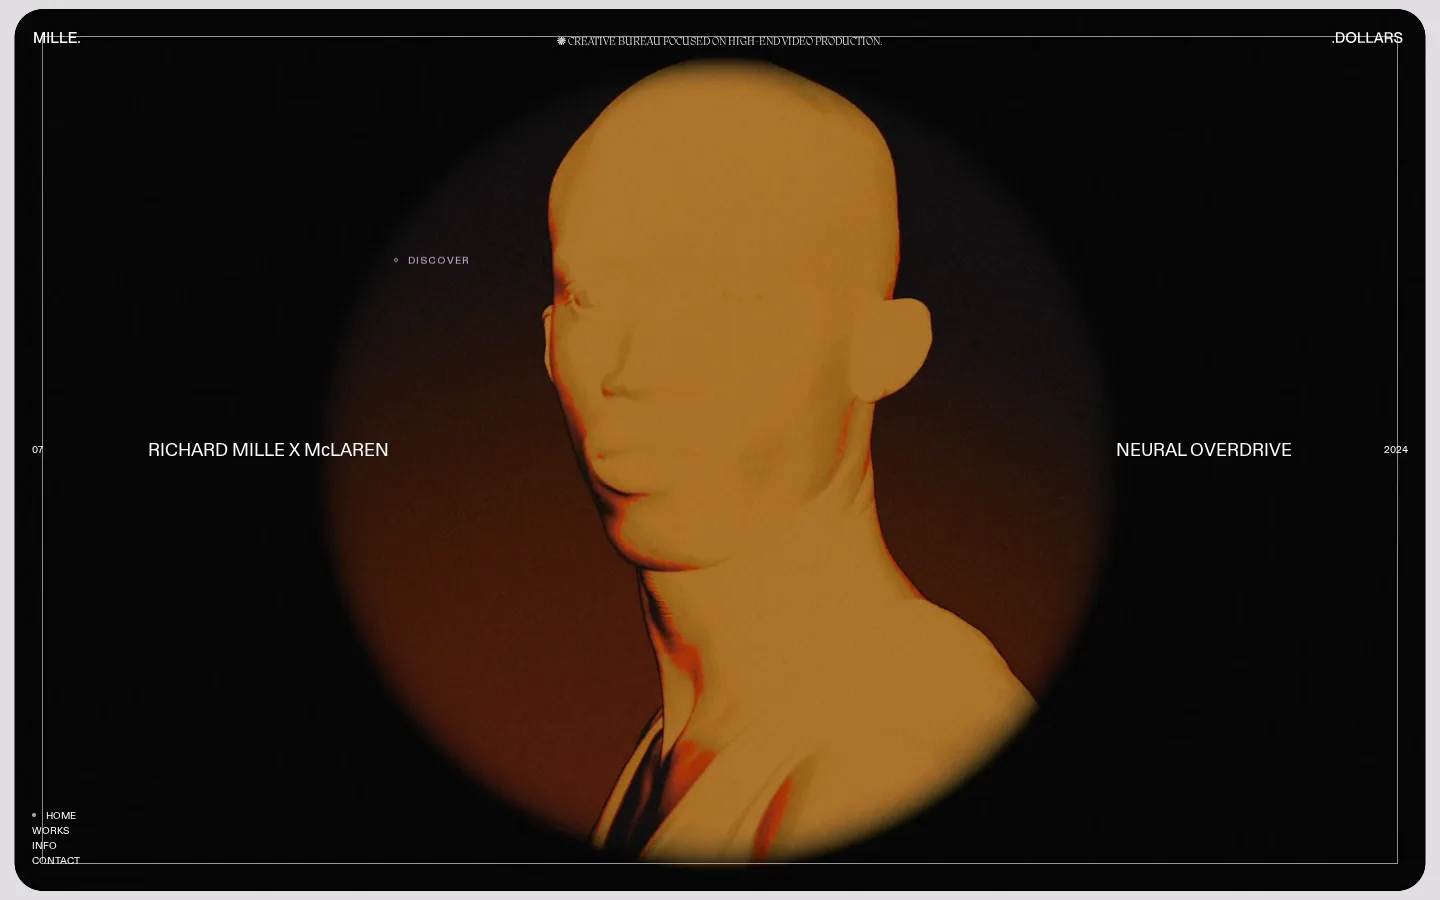 MILLE.
✺ CREATIVE BUREAU FOCUSED ON HIGH-END VIDEO PRODUCTION.
.DOLLARS
DISCOVER
07
RICHARD MILLE X McLAREN
NEURAL OVERDRIVE
2024
HOME
WORKS
INFO
CONTACT